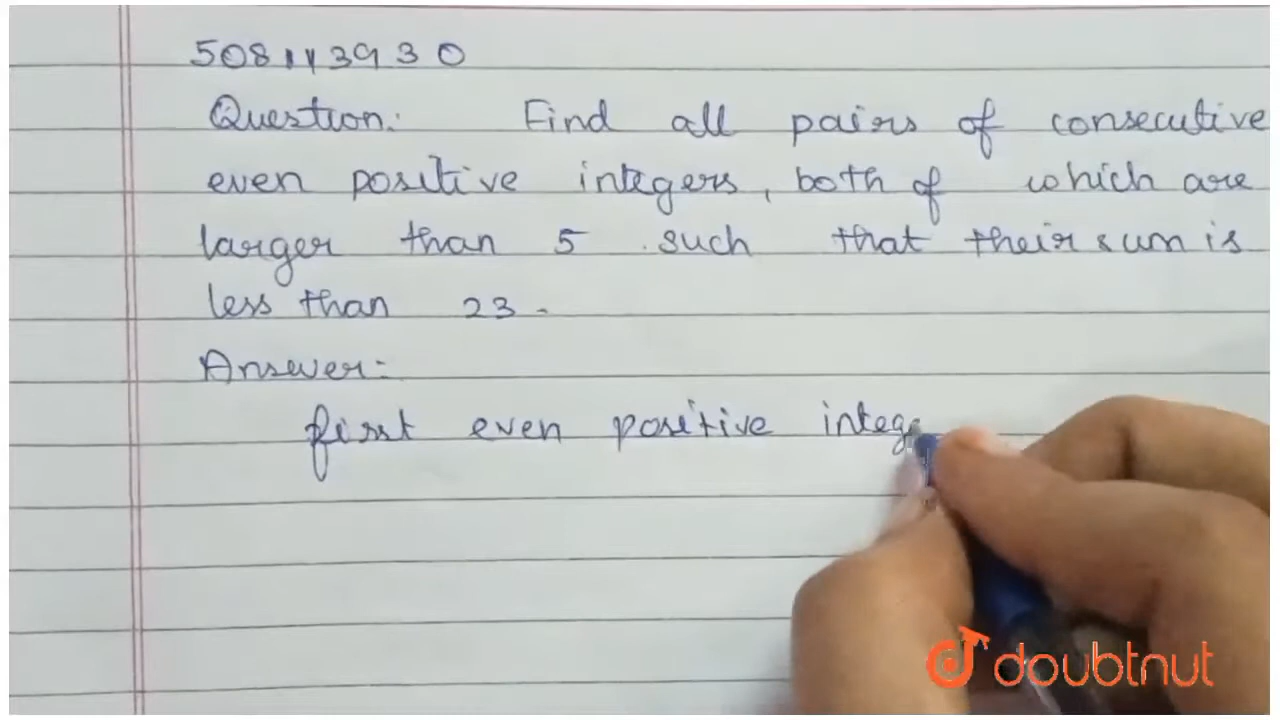 508113930
Question: Find all pairs of consecutive
even positive integers, both of which are
larger than 5 such that their sum is
less than 23.
Answer:
first even positive integ
doubtnut